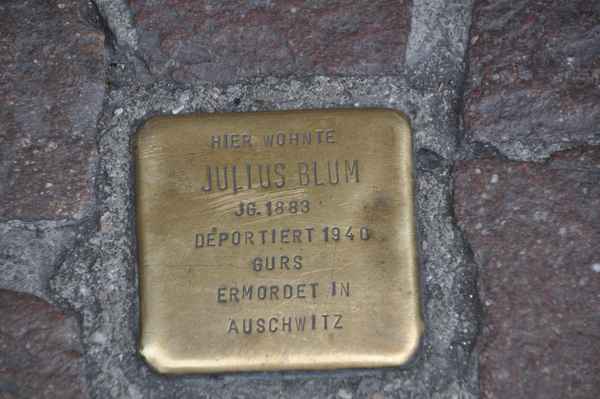 HIER WOHNTE
JULIUS BLUM
JG. 1883
DEPORTIERT 1940
GURS
ERMORDET IN
AUSCHWITZ